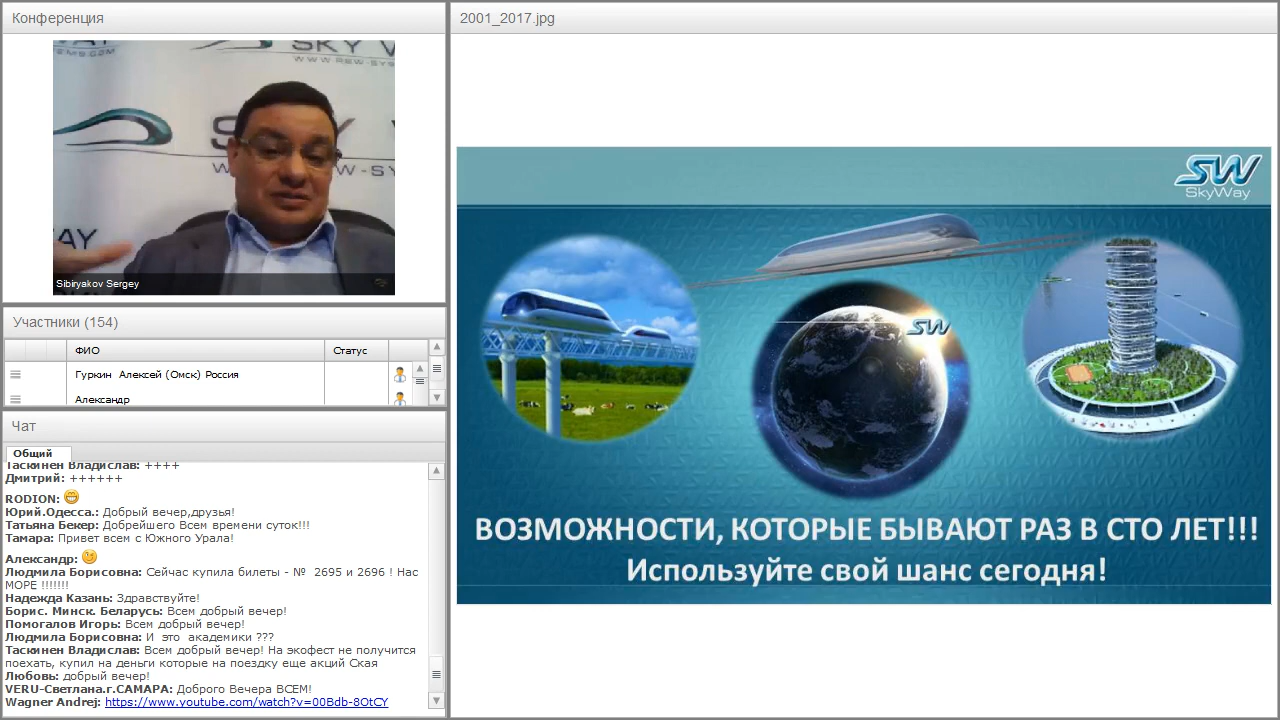 Конференция
SKY
WWW.RSW-SYS
SKY
WAY
Sibiryakov Sergey
Участники (154)
ФИО
Статус
Гуркин Алексей (Омск) Россия
Александр
Чат
Общий
Таскинен Владислав: ++++
Дмитрий: ++++++
RODION:
Юрий.Одесса.: Добрый вечер,друзья!
Татьяна Бекер: Добрейшего Всем времени суток!!!
Тамара: Привет всем с Южного Урала!
Александр:
Людмила Борисовна: Сейчас купила билеты - № 2695 и 2696 ! Нас
МОРЕ !!!!!!!
Надежда Казань: Здравствуйте!
Борис. Минск. Беларусь: Всем добрый вечер!
Помогалов Игорь: Всем добрый вечер!
Людмила Борисовна: И это академики ???
Таскинен Владислав: Всем добрый вечер! На экофест не получится
поехать, купил на деньги которые на поездку еще акций Ская
Любовь: добрый вечер!
VERU-Светлана.г.САМАРА: Доброго Вечера ВСЕМ!
Wagner Andrej: https://www.youtube.com/watch?v=00Bdb-8OtCY
2001_2017.jpg
SW
SkyWay
SW
ВОЗМОЖНОСТИ, КОТОРЫЕ БЫВАЮТ РАЗ В СТО ЛЕТ!!!
Используйте свой шанс сегодня!